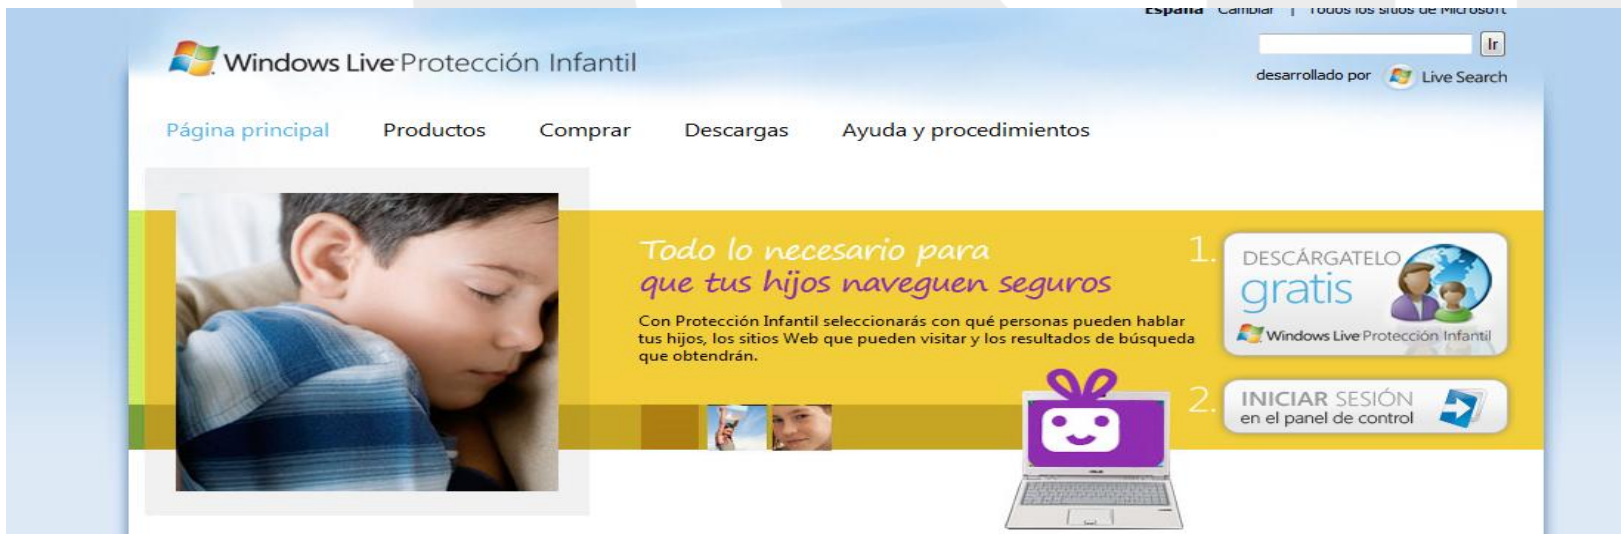 España Cambiar | Todos los sitios de Microsoft
Windows Live Protección Infantil
Ir
desarrollado por Live Search
Página principal Productos Comprar Descargas Ayuda y procedimientos
Todo lo necesario para
que tus hijos naveguen seguros
Con Protección Infantil seleccionarás con qué personas pueden hablar
tus hijos, los sitios Web que pueden visitar y los resultados de búsqueda
que obtendrán.
1.
DESCÁRGATELO
gratis
Windows Live Protección Infantil
2.
INICIAR SESIÓN
en el panel de control